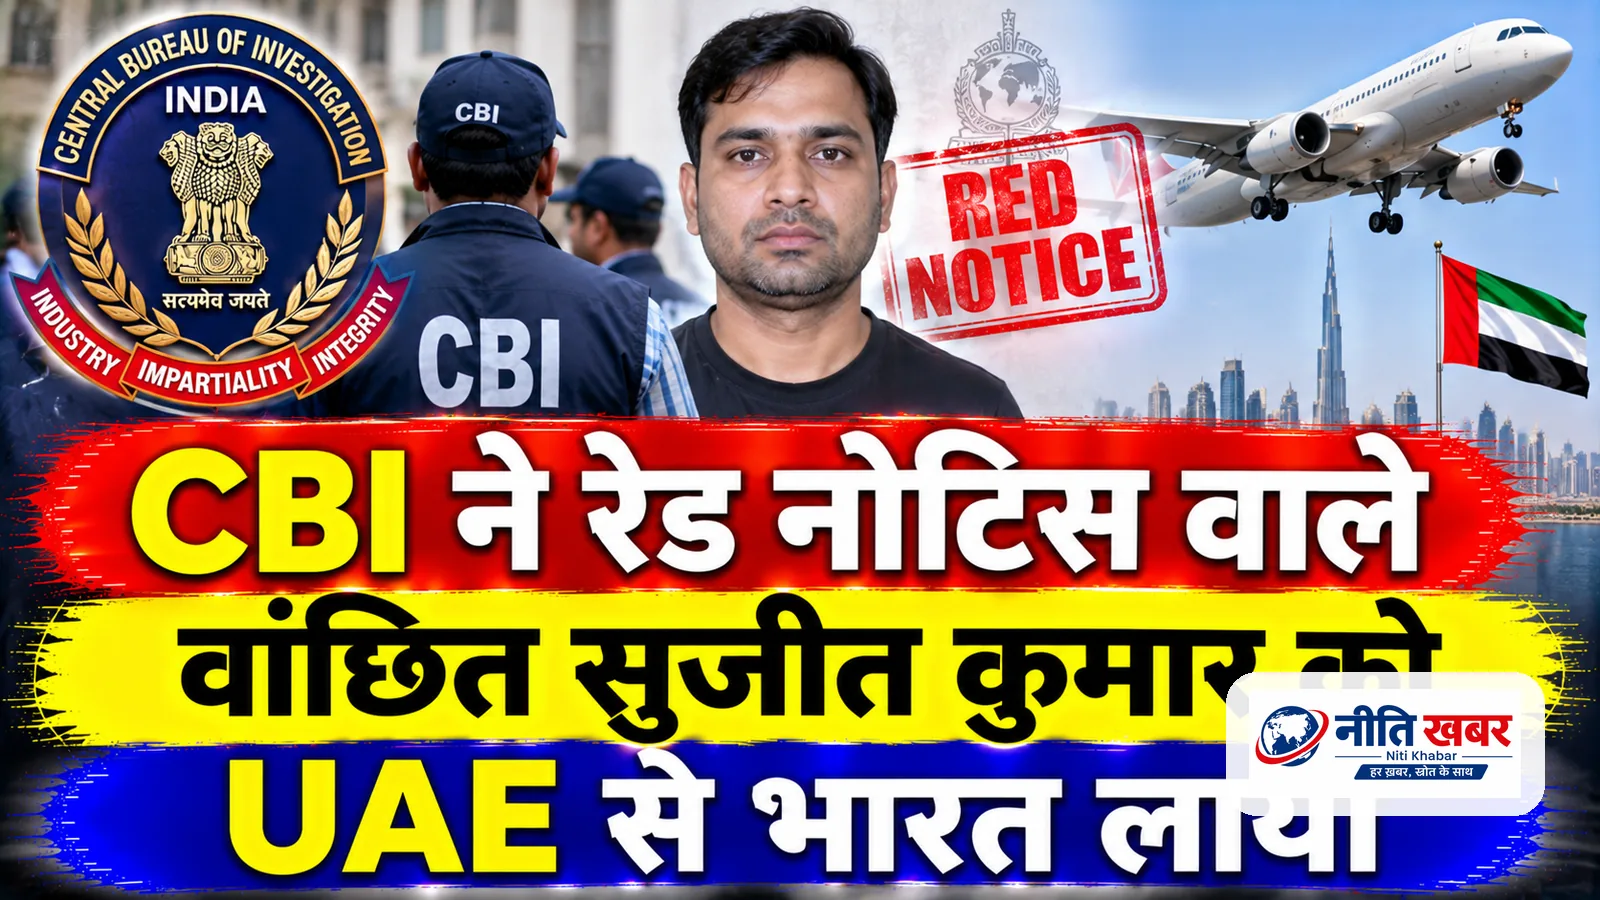 CENTRAL BUREAU OF INVESTIGATION
INDIA
सत्यमेव जयते
INDUSTRY IMPARTIALITY INTEGRITY
CBI
CBI
RED
NOTICE
CBI ने रेड नोटिस वाले
वांछित सुजीत कुमार को
UAE से भारत लाया
नीति खबर
Niti Khabar
हर ख़बर, स्रोत के साथ